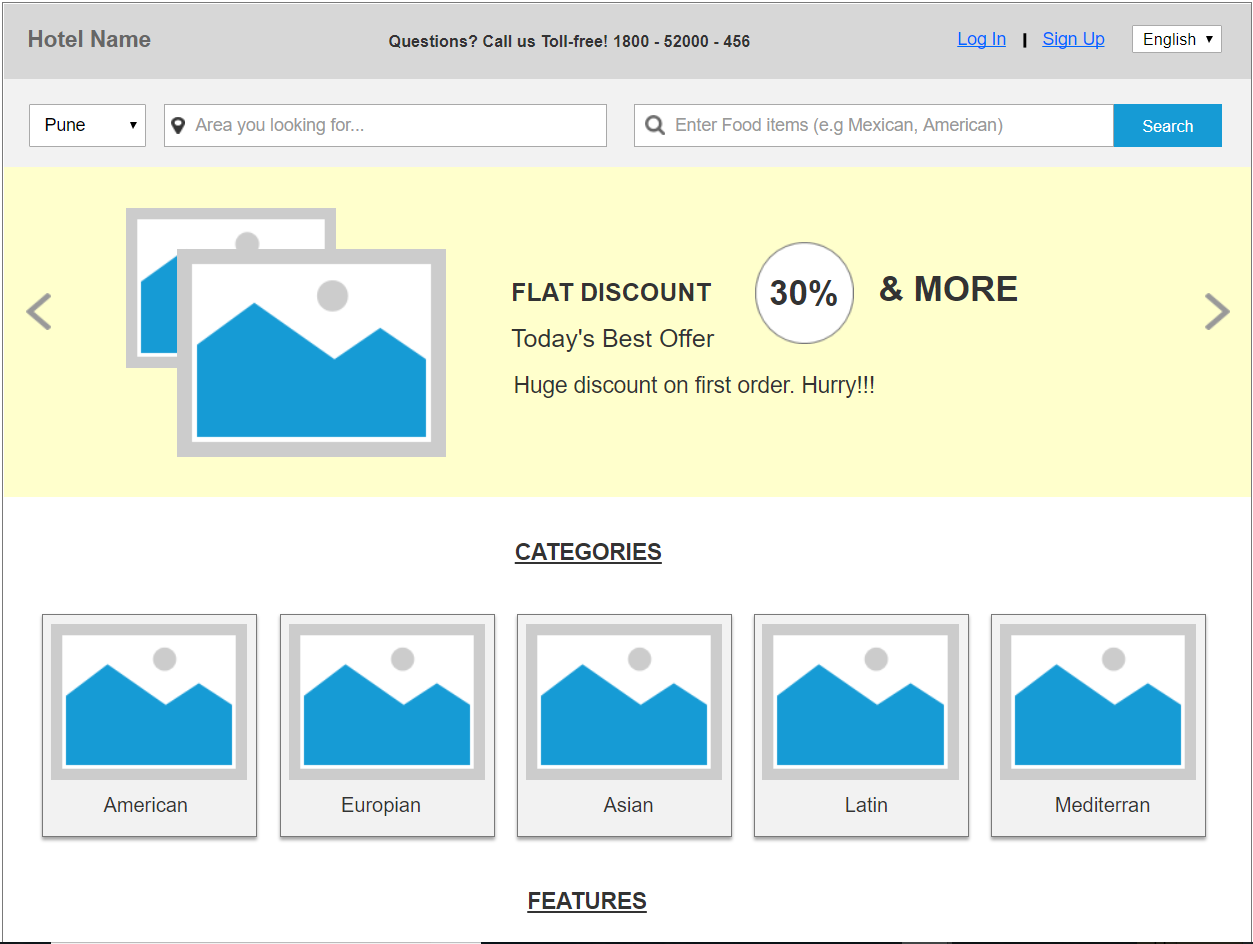 Hotel Name
Questions? Call us Toll-free! 1800 - 52000 - 456
Log In | Sign Up
English
Pune
Area you looking for...
Enter Food items (e.g Mexican, American)
Search
FLAT DISCOUNT 30% & MORE
Today's Best Offer
Huge discount on first order. Hurry!!!
CATEGORIES
American
Europian
Asian
Latin
Mediterran
FEATURES